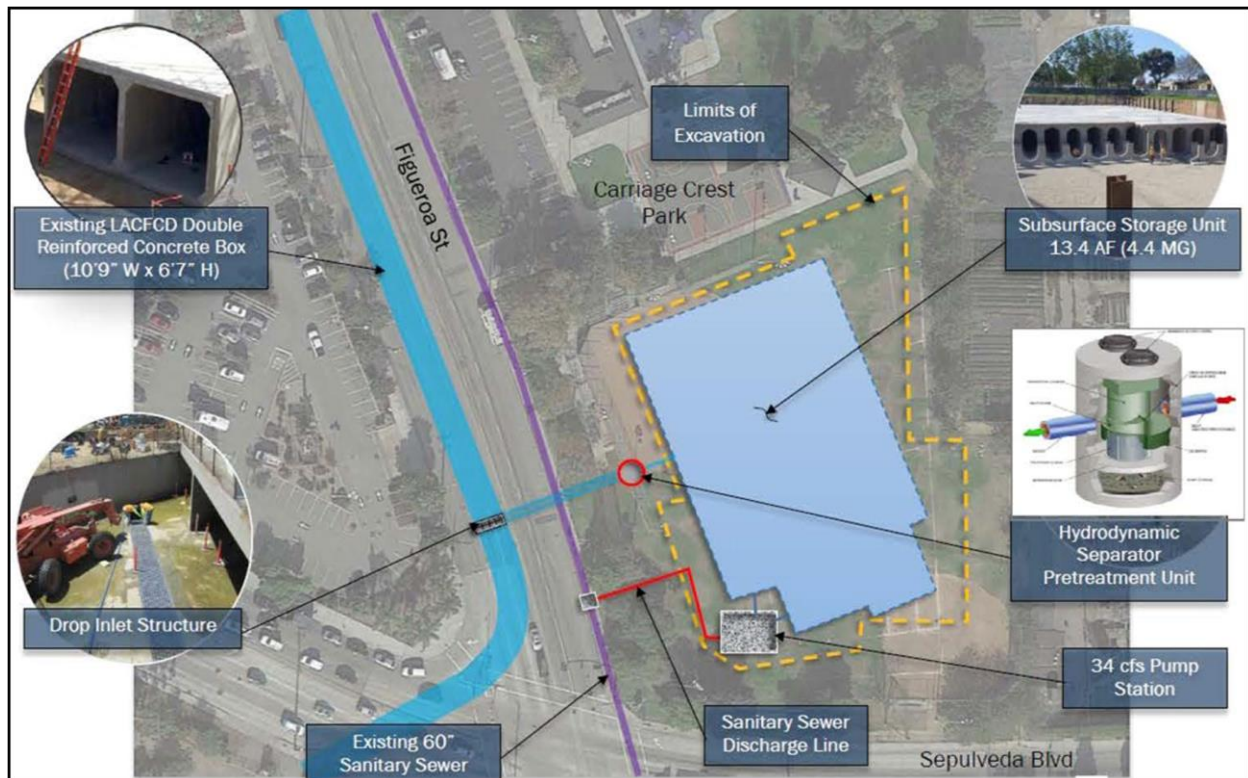 Existing LACFCD Double
Reinforced Concrete Box
(10'9" W x 6'7" H)
Figueroa St
Limits of
Excavation
Carriage Crest
Park
Subsurface Storage Unit
13.4 AF (4.4 MG)
Hydrodynamic
Separator
Pretreatment Unit
Drop Inlet Structure
34 cfs Pump
Station
Sanitary Sewer
Discharge Line
Existing 60"
Sanitary Sewer
Sepulveda Blvd